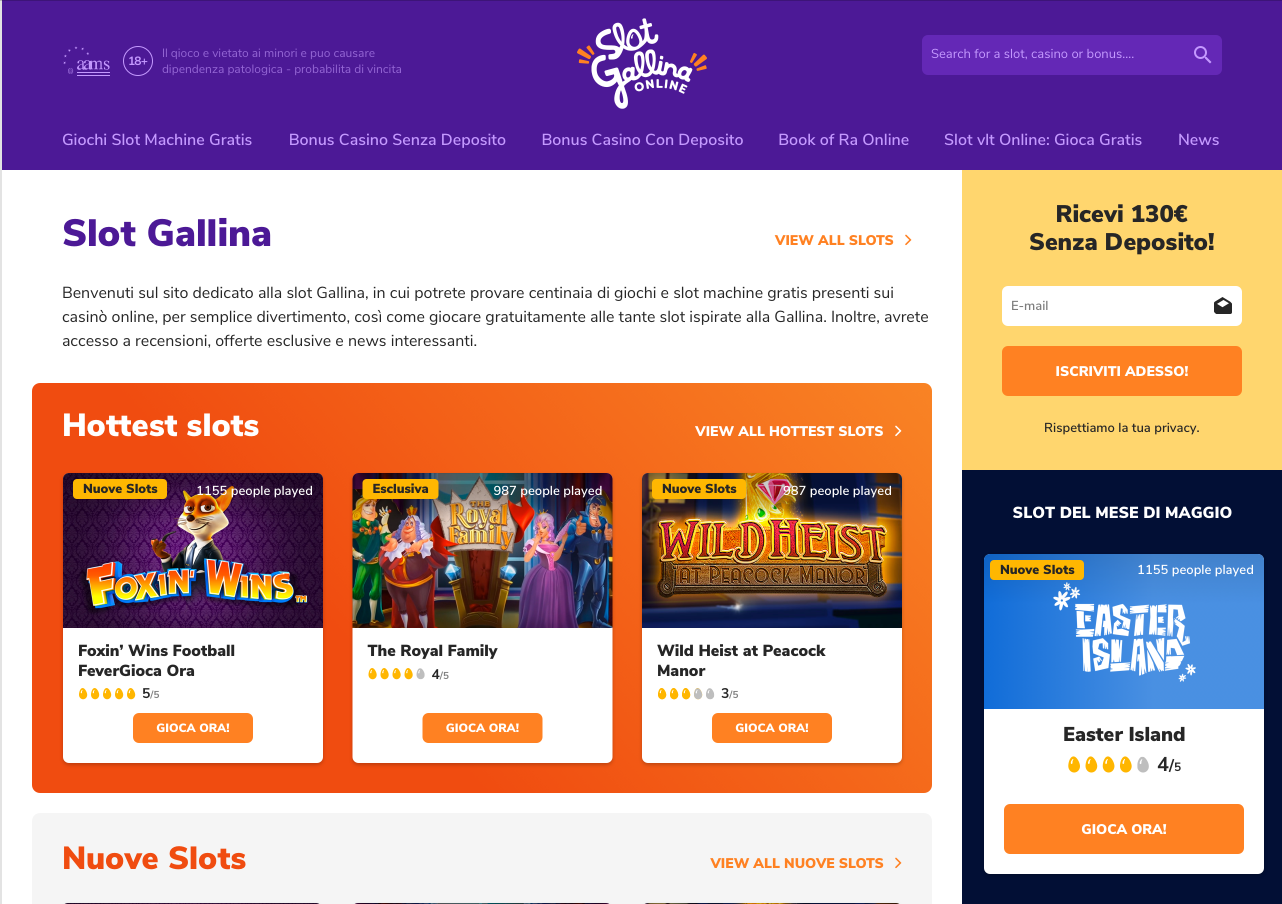 aams
18+
Il gioco e vietato ai minori e puo causare
dipendenza patologica - probabilita di vincita
Slot
Gallina
ONLINE
Search for a slot, casino or bonus....
Giochi Slot Machine Gratis
Bonus Casino Senza Deposito
Bonus Casino Con Deposito
Book of Ra Online
Slot vlt Online: Gioca Gratis
News
Slot Gallina
VIEW ALL SLOTS
Benvenuti sul sito dedicato alla slot Gallina, in cui potrete provare centinaia di giochi e slot machine gratis presenti sui
casinò online, per semplice divertimento, così come giocare gratuitamente alle tante slot ispirate alla Gallina. Inoltre, avrete
accesso a recensioni, offerte esclusive e news interessanti.
Hottest slots
VIEW ALL HOTTEST SLOTS
Nuove Slots
1155 people played
FOXIN' WINS™
Foxin’ Wins Football
FeverGioca Ora
5/5
GIOCA ORA!
Esclusiva
987 people played
THE
Royal
Family
The Royal Family
4/5
GIOCA ORA!
Nuove Slots
987 people played
WILD HEIST
AT PEACOCK MANOR
Wild Heist at Peacock
Manor
3/5
GIOCA ORA!
Nuove Slots
VIEW ALL NUOVE SLOTS
Ricevi 130€
Senza Deposito!
E-mail
ISCRIVITI ADESSO!
Rispettiamo la tua privacy.
SLOT DEL MESE DI MAGGIO
Nuove Slots
1155 people played
EASTER
ISLAND
Easter Island
4/5
GIOCA ORA!